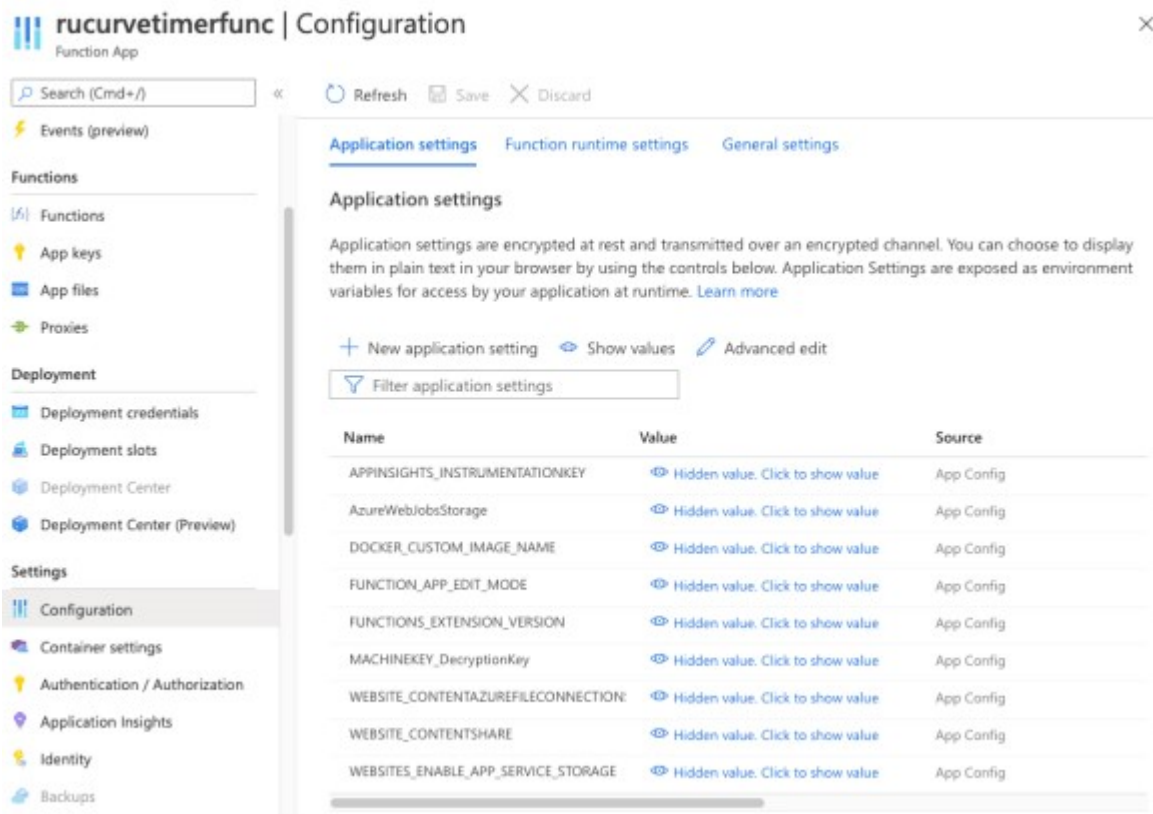 rucurvetimerfunc | Configuration
Function App
Search (Cmd+/)
«
Refresh Save Discard
Events (preview)
Functions
Functions
App keys
App files
Proxies
Deployment
Deployment credentials
Deployment slots
Deployment Center
Deployment Center (Preview)
Settings
Configuration
Container settings
Authentication / Authorization
Application Insights
Identity
Backups
Application settings Function runtime settings General settings
Application settings
Application settings are encrypted at rest and transmitted over an encrypted channel. You can choose to display
them in plain text in your browser by using the controls below. Application Settings are exposed as environment
variables for access by your application at runtime. Learn more
New application setting Show values Advanced edit
Filter application settings
Name Value Source
APPINSIGHTS_INSTRUMENTATIONKEY Hidden value. Click to show value App Config
AzureWebJobsStorage Hidden value. Click to show value App Config
DOCKER_CUSTOM_IMAGE_NAME Hidden value. Click to show value App Config
FUNCTION_APP_EDIT_MODE Hidden value. Click to show value App Config
FUNCTIONS_EXTENSION_VERSION Hidden value. Click to show value App Config
MACHINEKEY_DecryptionKey Hidden value. Click to show value App Config
WEBSITE_CONTENTAZUREFILECONNECTION: Hidden value. Click to show value App Config
WEBSITE_CONTENTSHARE Hidden value. Click to show value App Config
WEBSITES_ENABLE_APP_SERVICE_STORAGE Hidden value. Click to show value App Config